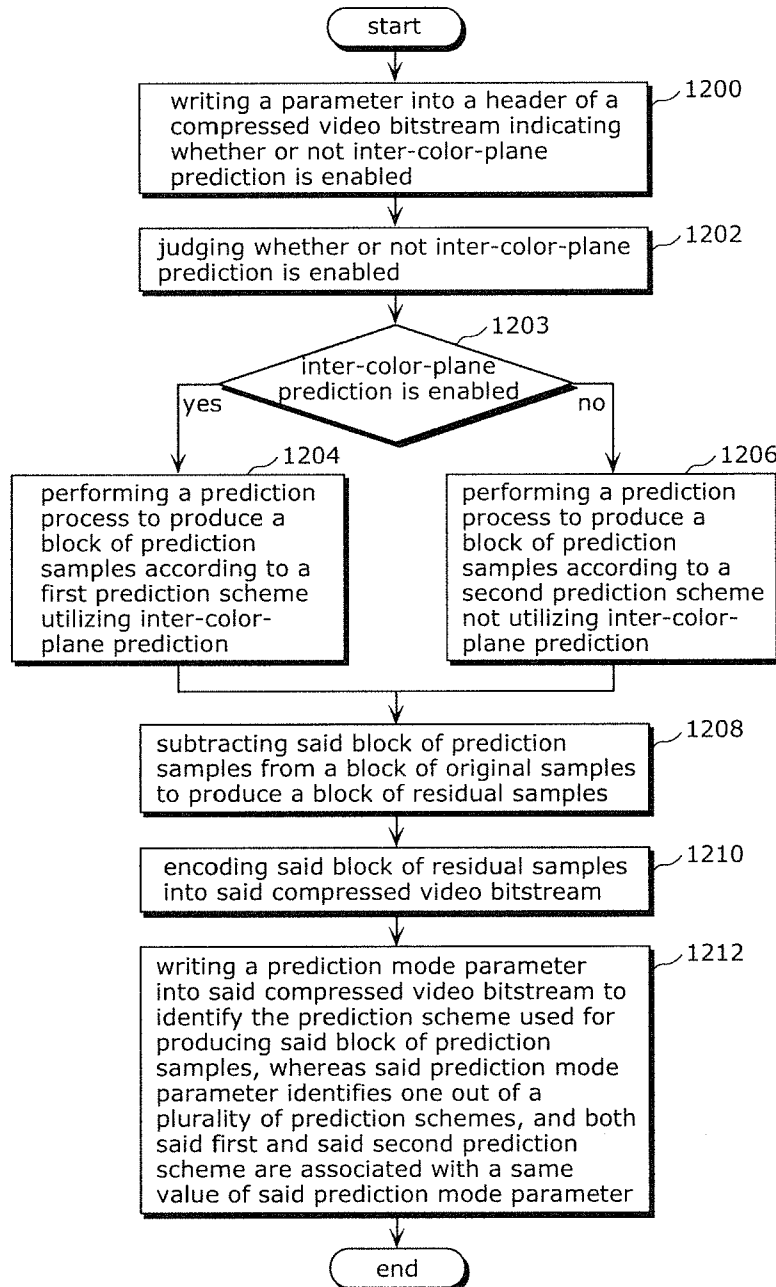 start
1200
writing a parameter into a header of a
compressed video bitstream indicating
whether or not inter-color-plane
prediction is enabled
1202
judging whether or not inter-color-plane
prediction is enabled
1203
inter-color-plane
prediction is enabled
yes
no
1204
performing a prediction
process to produce a
block of prediction
samples according to a
first prediction scheme
utilizing inter-color-
plane prediction
1206
performing a prediction
process to produce a
block of prediction
samples according to a
second prediction scheme
not utilizing inter-color-
plane prediction
1208
subtracting said block of prediction
samples from a block of original samples
to produce a block of residual samples
1210
encoding said block of residual samples
into said compressed video bitstream
1212
writing a prediction mode parameter
into said compressed video bitstream to
identify the prediction scheme used for
producing said block of prediction
samples, whereas said prediction mode
parameter identifies one out of a
plurality of prediction schemes, and both
said first and said second prediction
scheme are associated with a same
value of said prediction mode parameter
end